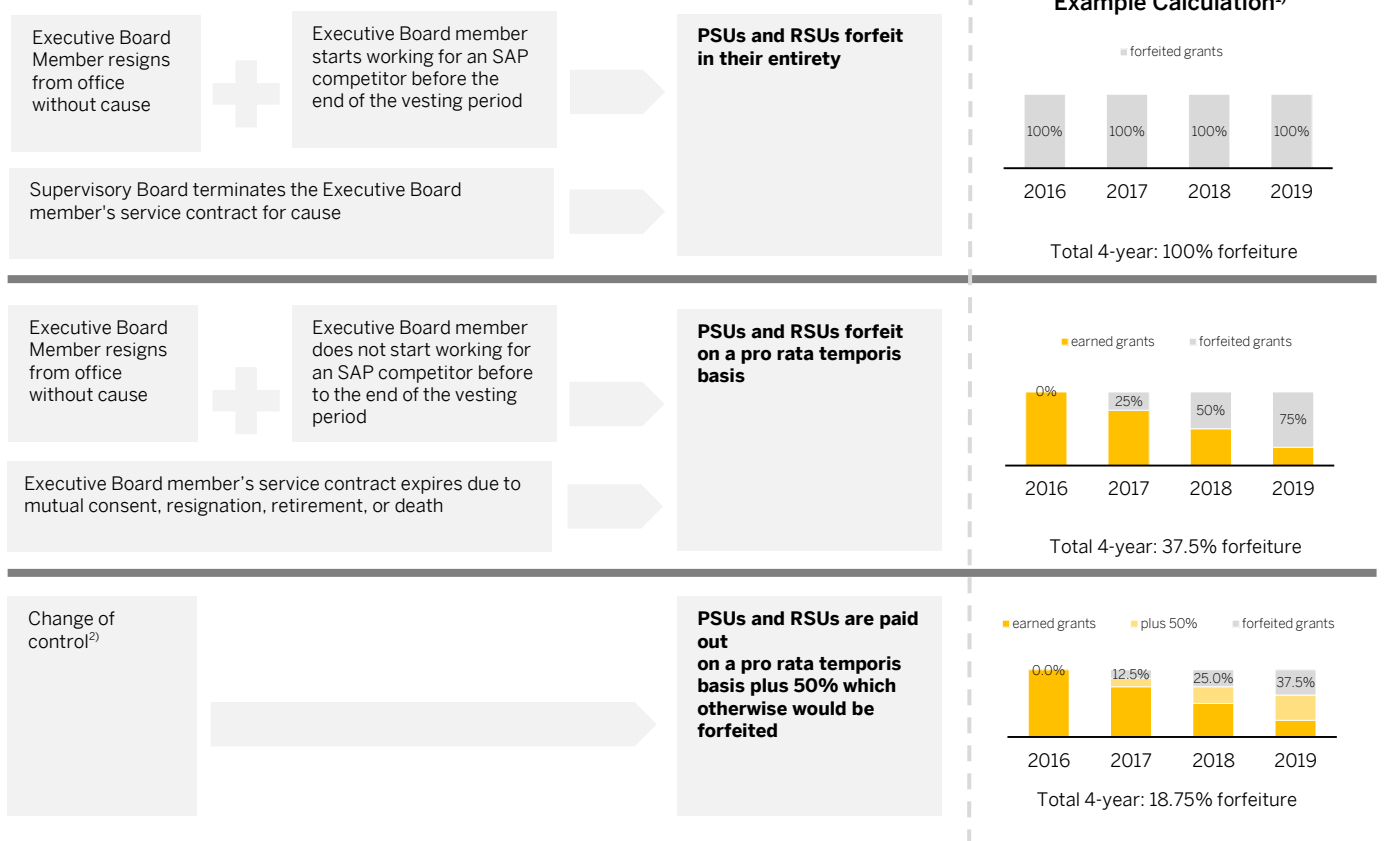 Example Calculation¹⁾
Executive Board
Member resigns
from office
without cause
Executive Board member
starts working for an SAP
competitor before the
end of the vesting period
PSUs and RSUs forfeit
in their entirety
forfeited grants
100% 100% 100% 100%
2016 2017 2018 2019
Total 4-year: 100% forfeiture
Supervisory Board terminates the Executive Board
member's service contract for cause
Executive Board
Member resigns
from office
without cause
Executive Board member
does not start working for
an SAP competitor before
to the end of the vesting
period
PSUs and RSUs forfeit
on a pro rata temporis
basis
earned grants forfeited grants
0% 25% 50% 75%
2016 2017 2018 2019
Total 4-year: 37.5% forfeiture
Executive Board member’s service contract expires due to
mutual consent, resignation, retirement, or death
Change of
control²⁾
PSUs and RSUs are paid
out
on a pro rata temporis
basis plus 50% which
otherwise would be
forfeited
earned grants plus 50% forfeited grants
0.0% 12.5% 25.0% 37.5%
2016 2017 2018 2019
Total 4-year: 18.75% forfeiture